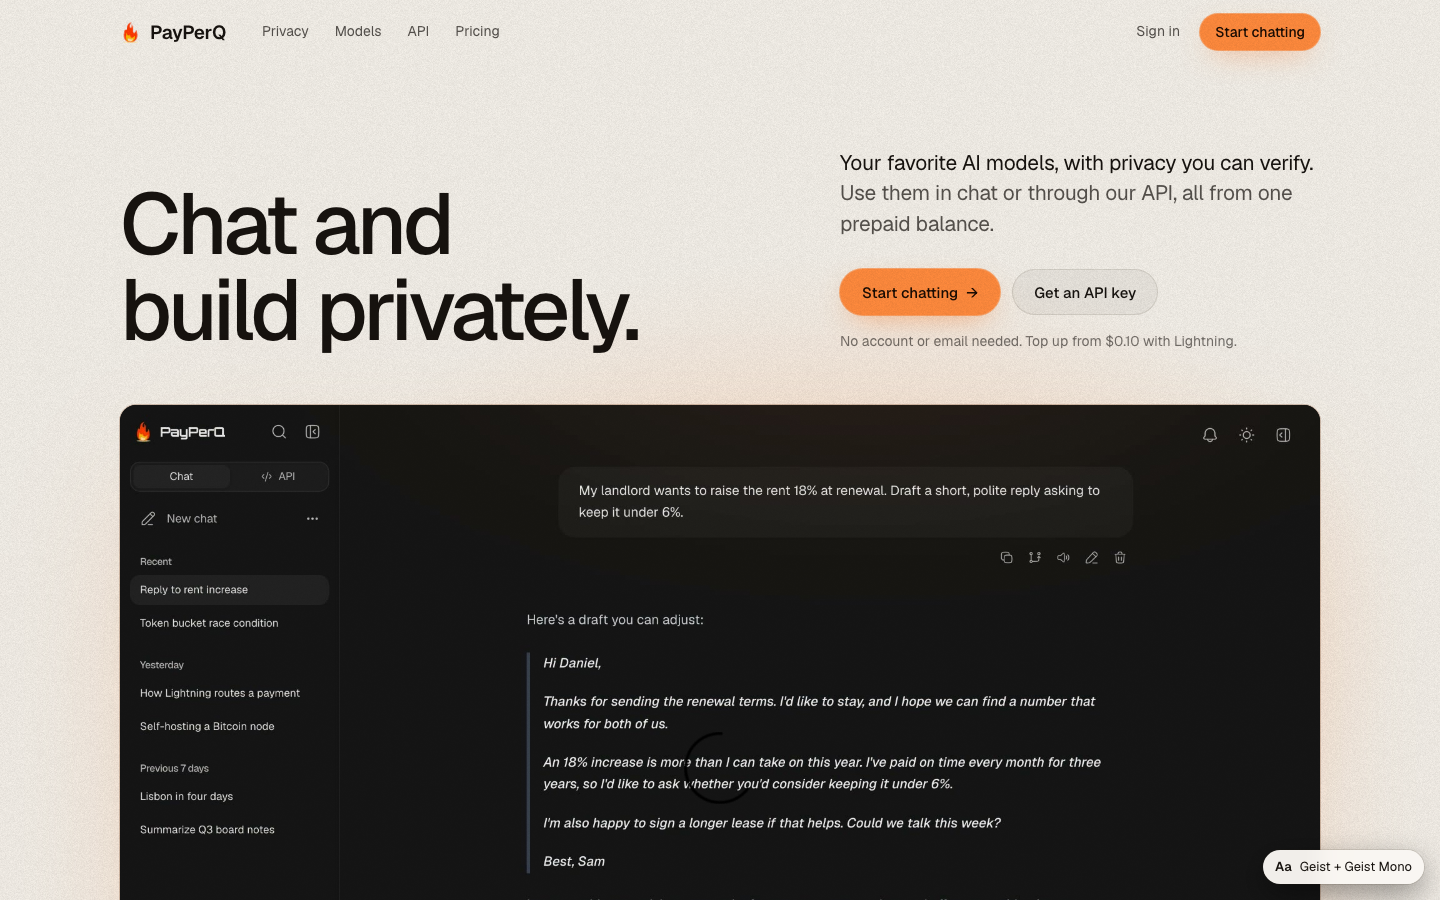 PayPerQ
Privacy
Models
API
Pricing
Sign in
Start chatting
Chat and
build privately.
Your favorite AI models, with privacy you can verify.
Use them in chat or through our API, all from one
prepaid balance.
Start chatting →
Get an API key
No account or email needed. Top up from $0.10 with Lightning.
PayPerQ
Chat
</> API
New chat
Recent
Reply to rent increase
Token bucket race condition
Yesterday
How Lightning routes a payment
Self-hosting a Bitcoin node
Previous 7 days
Lisbon in four days
Summarize Q3 board notes
My landlord wants to raise the rent 18% at renewal. Draft a short, polite reply asking to
keep it under 6%.
Here's a draft you can adjust:
Hi Daniel,
Thanks for sending the renewal terms. I'd like to stay, and I hope we can find a number that
works for both of us.
An 18% increase is more than I can take on this year. I've paid on time every month for three
years, so I'd like to ask whether you'd consider keeping it under 6%.
I'm also happy to sign a longer lease if that helps. Could we talk this week?
Best, Sam
Aa Geist + Geist Mono